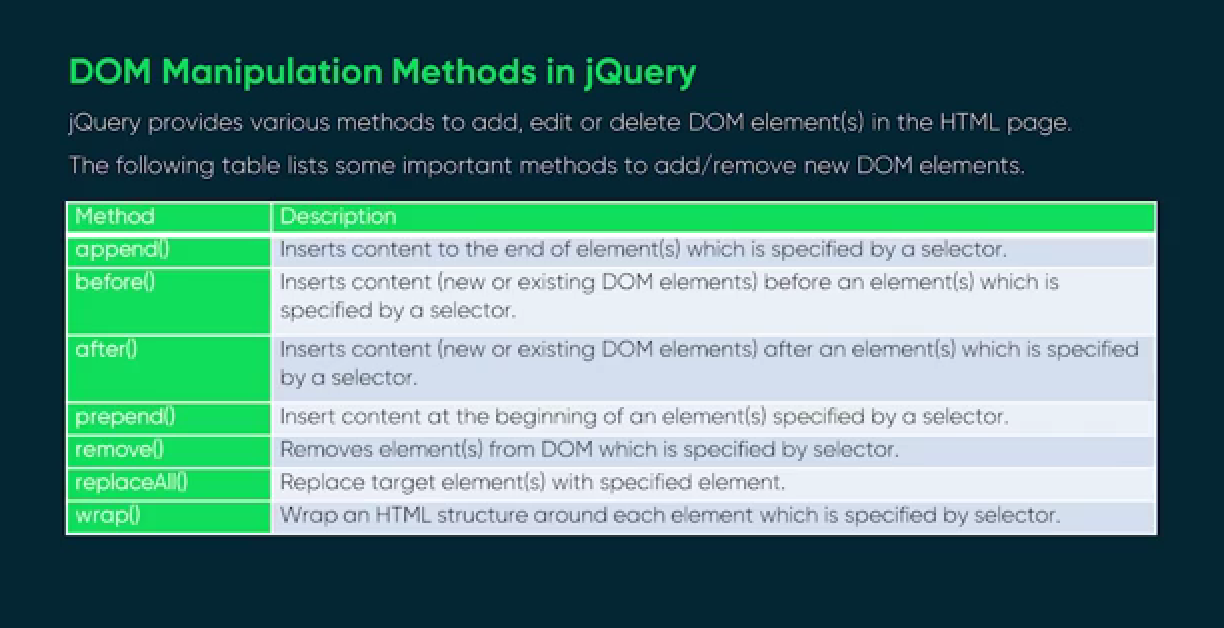 DOM Manipulation Methods in jQuery
jQuery provides various methods to add, edit or delete DOM element(s) in the HTML page.
The following table lists some important methods to add/remove new DOM elements.
Method Description
append() Inserts content to the end of element(s) which is specified by a selector.
before() Inserts content (new or existing DOM elements) before an element(s) which is
specified by a selector.
after() Inserts content (new or existing DOM elements) after an element(s) which is specified
by a selector.
prepend() Insert content at the beginning of an element(s) specified by a selector.
remove() Removes element(s) from DOM which is specified by selector.
replaceAll() Replace target element(s) with specified element.
wrap() Wrap an HTML structure around each element which is specified by selector.